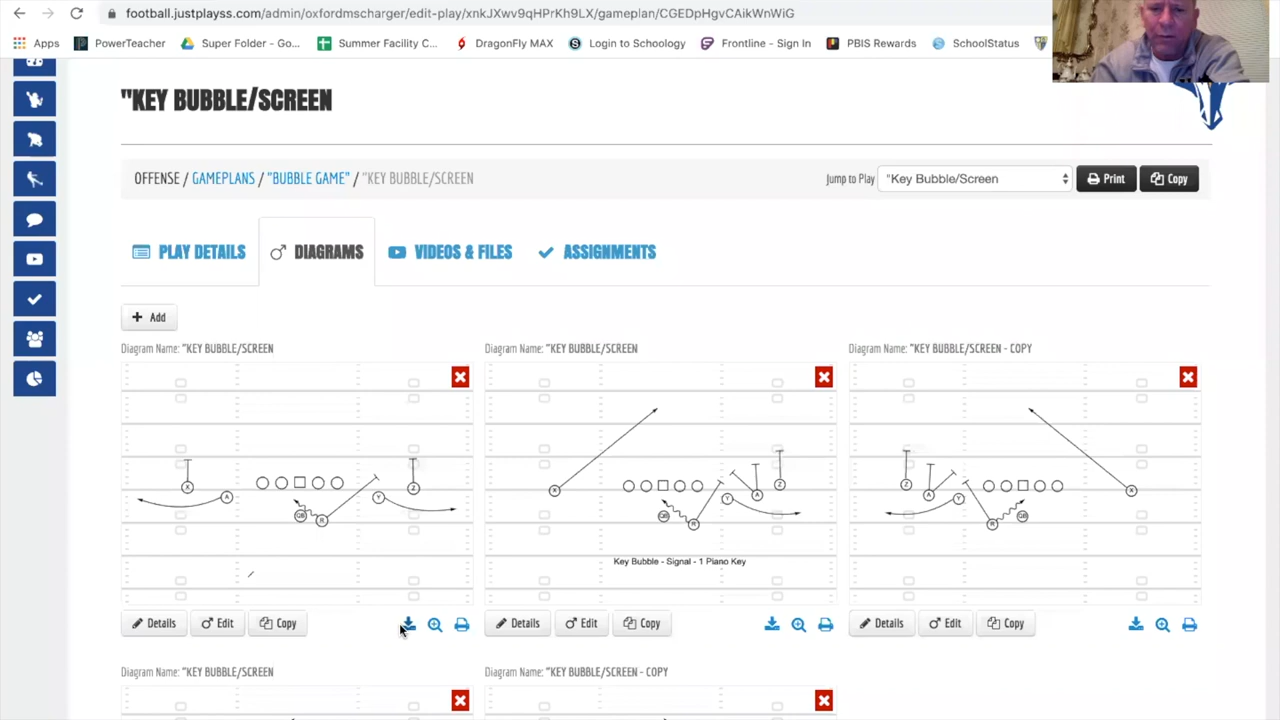 football.justplayss.com/admin/oxfordmscharger/edit-play/xnkJXwv9qHPrKh9LX/gameplan/CGEDpHgvCAikWnWiG
Apps PowerTeacher Super Folder - Go... Summer Facility C... DragonFly MAX Login to Schoology Frontline - Sign In PBIS Rewards SchoolStatus
"KEY BUBBLE/SCREEN
OFFENSE / GAMEPLANS / "BUBBLE GAME" / "KEY BUBBLE/SCREEN Jump to Play "Key Bubble/Screen Print Copy
PLAY DETAILS DIAGRAMS VIDEOS & FILES ASSIGNMENTS
Add
Diagram Name: "KEY BUBBLE/SCREEN Diagram Name: "KEY BUBBLE/SCREEN Diagram Name: "KEY BUBBLE/SCREEN - COPY
X A QB R Y Z
X QB R Y A Z
Z A Y R QB X
Key Bubble - Signal - 1 Piano Key
Details Edit Copy Details Edit Copy Details Edit Copy
Diagram Name: "KEY BUBBLE/SCREEN Diagram Name: "KEY BUBBLE/SCREEN - COPY